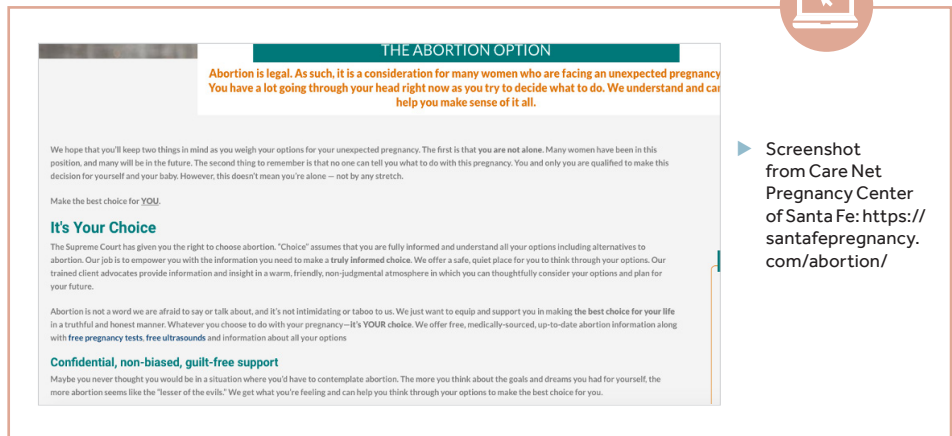 THE ABORTION OPTION
Abortion is legal. As such, it is a consideration for many women who are facing an unexpected pregnancy
You have a lot going through your head right now as you try to decide what to do. We understand and can
help you make sense of it all.
We hope that you'll keep two things in mind as you weigh your options for your unexpected pregnancy. The first is that you are not alone. Many women have been in this
position, and many will be in the future. The second thing to remember is that no one can tell you what to do with this pregnancy. You and only you are qualified to make this
decision for yourself and your baby. However, this doesn't mean you're alone — not by any stretch.
Make the best choice for YOU.
It's Your Choice
The Supreme Court has given you the right to choose abortion. "Choice" assumes that you are fully informed and understand all your options including alternatives to
abortion. Our job is to empower you with the information you need to make a truly informed choice. We offer a safe, quiet place for you to think through your options. Our
trained client advocates provide information and insight in a warm, friendly, non-judgmental atmosphere in which you can thoughtfully consider your options and plan for
your future.
Abortion is not a word we are afraid to say or talk about, and it's not intimidating or taboo to us. We just want to equip and support you in making the best choice for your life
in a truthful and honest manner. Whatever you choose to do with your pregnancy—it's YOUR choice. We offer free, medically-sourced, up-to-date abortion information along
with free pregnancy tests, free ultrasounds and information about all your options
Confidential, non-biased, guilt-free support
Maybe you never thought you would be in a situation where you'd have to contemplate abortion. The more you think about the goals and dreams you had for yourself, the
more abortion seems like the "lesser of the evils." We get what you're feeling and can help you think through your options to make the best choice for you.
Screenshot
from Care Net
Pregnancy Center
of Santa Fe: https://
santafepregnancy.
com/abortion/